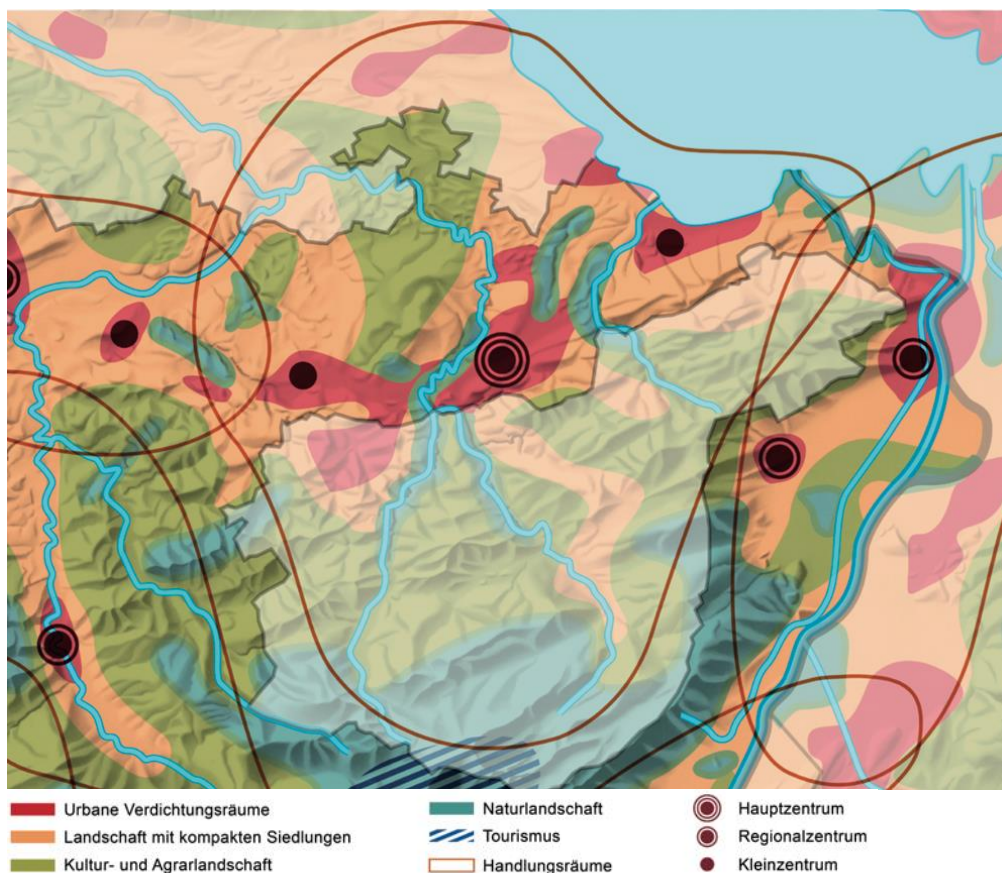 Urbane Verdichtungsräume
Landschaft mit kompakten Siedlungen
Kultur- und Agrarlandschaft
Naturlandschaft
Tourismus
Handlungsräume
Hauptzentrum
Regionalzentrum
Kleinzentrum